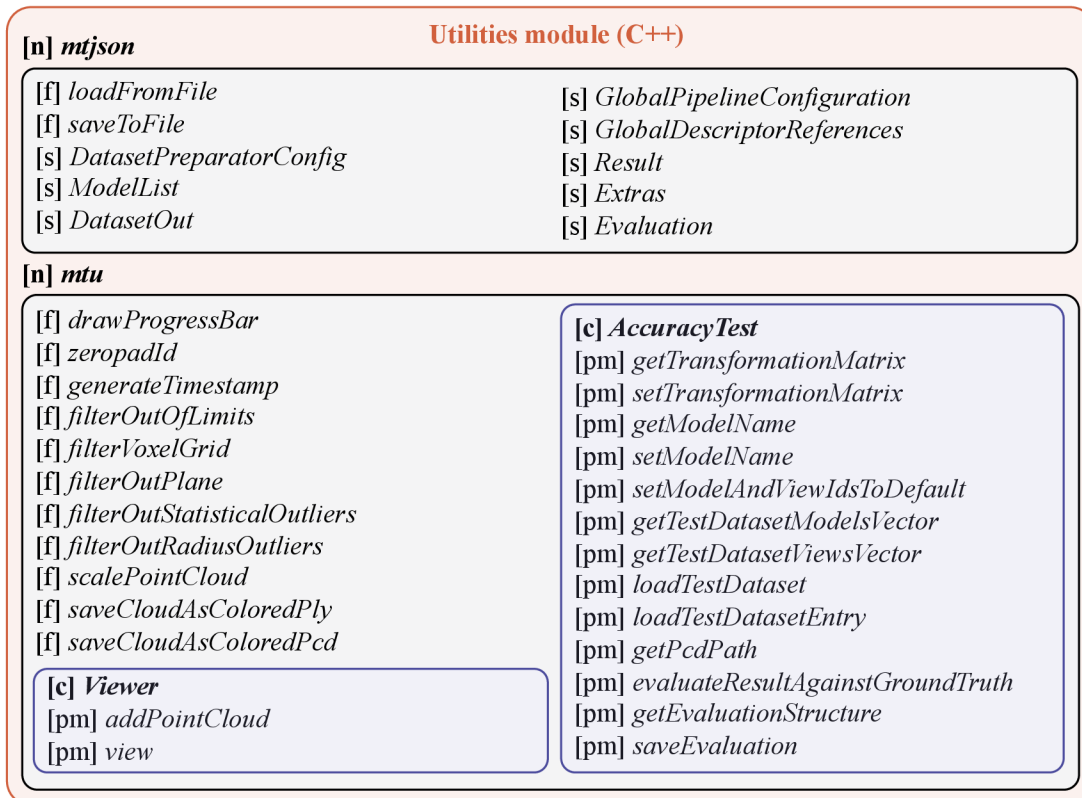 Utilities module (C++)
[n] mtjson
[f] loadFromFile
[f] saveToFile
[s] DatasetPreparatorConfig
[s] ModelList
[s] DatasetOut
[s] GlobalPipelineConfiguration
[s] GlobalDescriptorReferences
[s] Result
[s] Extras
[s] Evaluation
[n] mtu
[f] drawProgressBar
[f] zeropadId
[f] generateTimestamp
[f] filterOutOfLimits
[f] filterVoxelGrid
[f] filterOutPlane
[f] filterOutStatisticalOutliers
[f] filterOutRadiusOutliers
[f] scalePointCloud
[f] saveCloudAsColoredPly
[f] saveCloudAsColoredPcd
[c] Viewer
[pm] addPointCloud
[pm] view
[c] AccuracyTest
[pm] getTransformationMatrix
[pm] setTransformationMatrix
[pm] getModelName
[pm] setModelName
[pm] setModelAndViewIdsToDefault
[pm] getTestDatasetModelsVector
[pm] getTestDatasetViewsVector
[pm] loadTestDataset
[pm] loadTestDatasetEntry
[pm] getPcdPath
[pm] evaluateResultAgainstGroundTruth
[pm] getEvaluationStructure
[pm] saveEvaluation